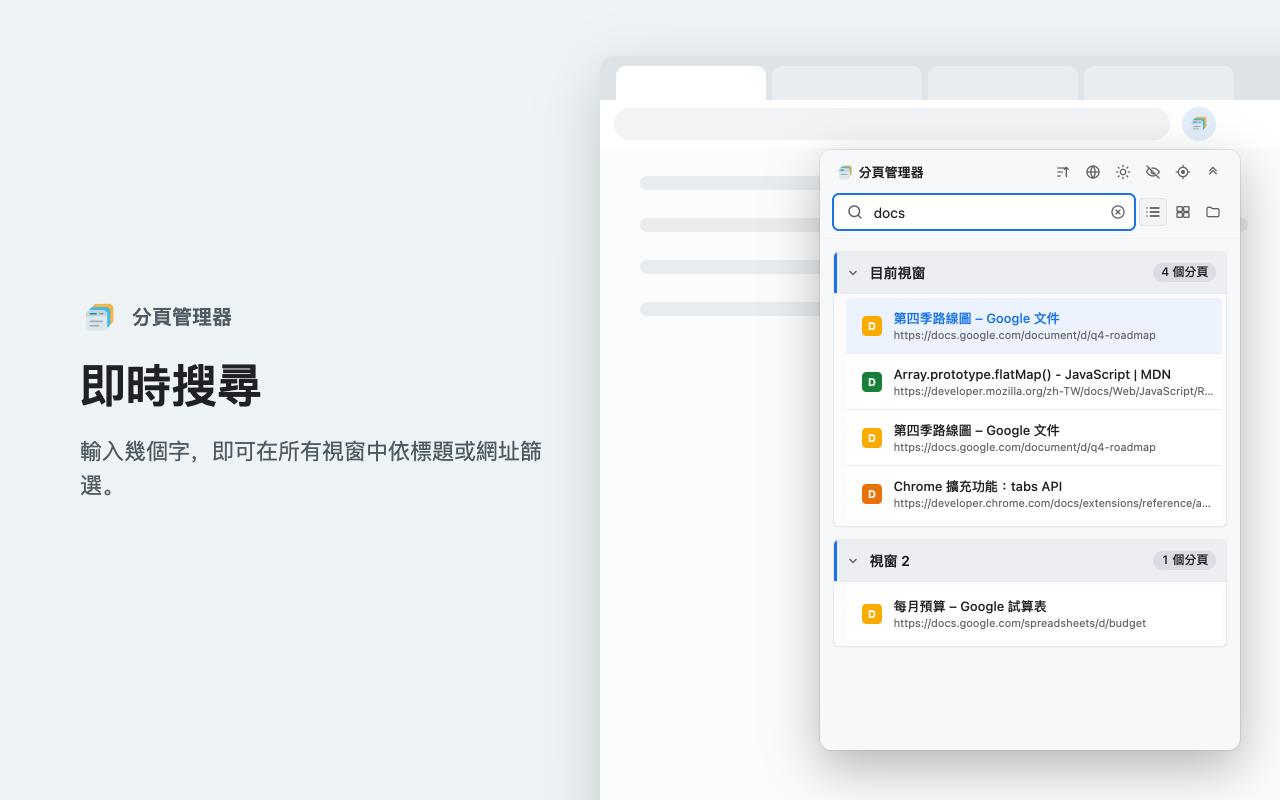 分頁管理器
即時搜尋
輸入幾個字，即可在所有視窗中依標題或網址篩
選。
分頁管理器
docs
目前視窗
4 個分頁
D
第四季路線圖 – Google 文件
https://docs.google.com/document/d/q4-roadmap
D
Array.prototype.flatMap() - JavaScript | MDN
https://developer.mozilla.org/zh-TW/docs/Web/JavaScript/R...
D
第四季路線圖 – Google 文件
https://docs.google.com/document/d/q4-roadmap
D
Chrome 擴充功能：tabs API
https://developer.chrome.com/docs/extensions/reference/a...
視窗 2
1 個分頁
D
每月預算 – Google 試算表
https://docs.google.com/spreadsheets/d/budget